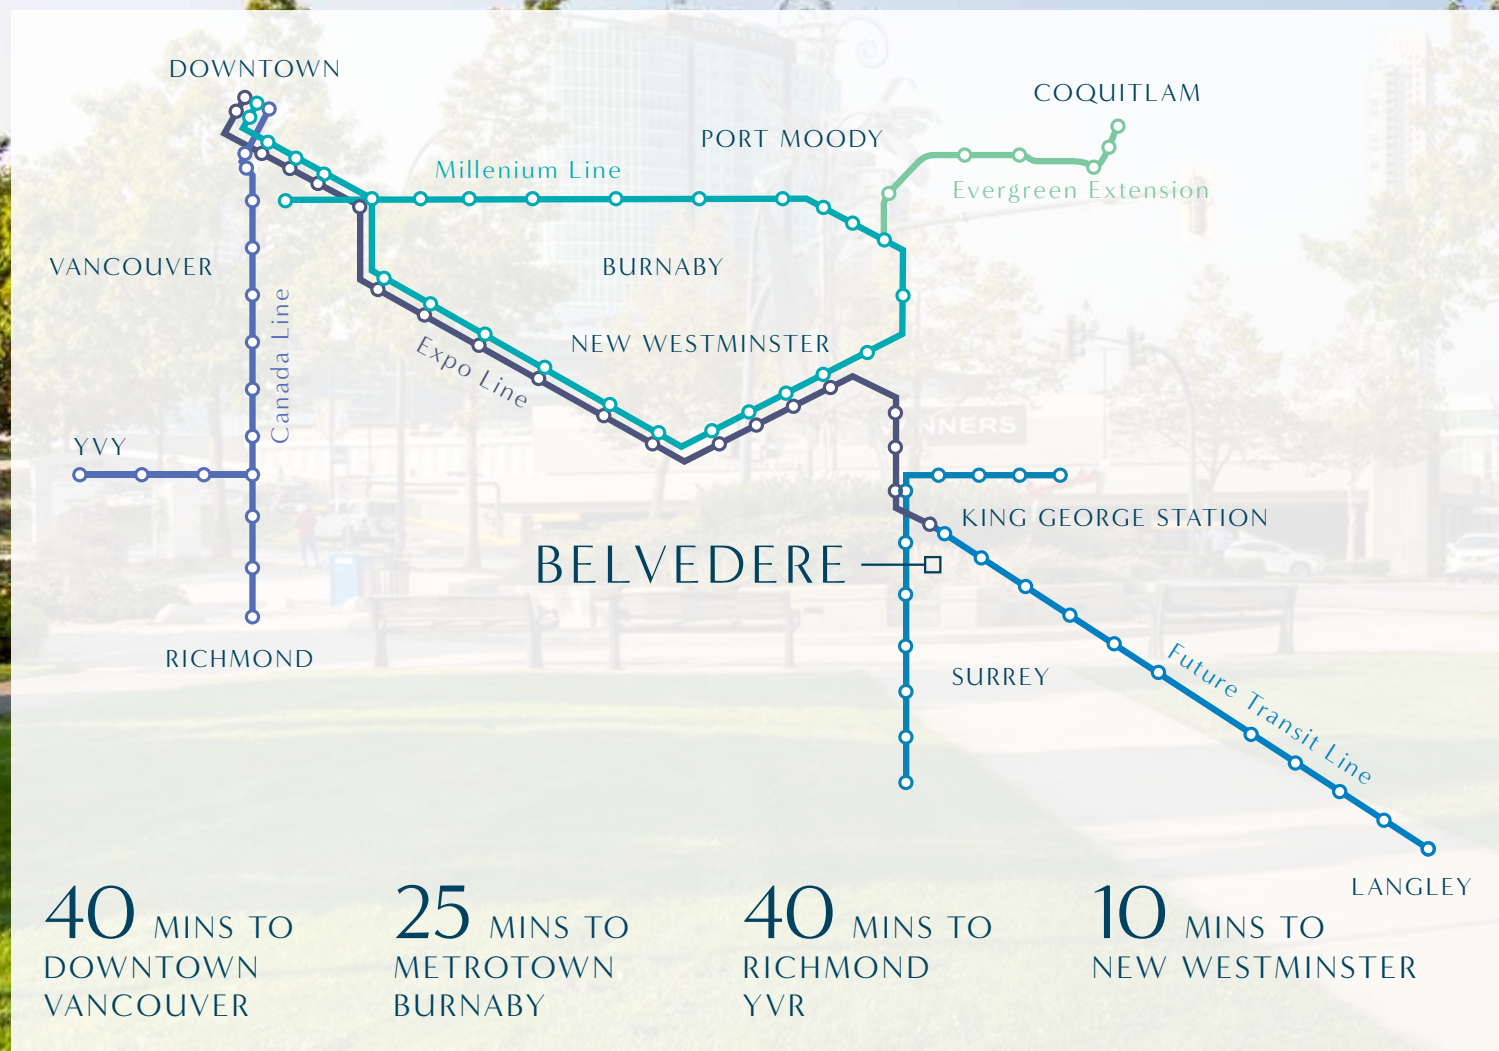 DOWNTOWN
COQUITLAM
PORT MOODY
Millenium Line
Evergreen Extension
VANCOUVER
BURNABY
Canada Line
NEW WESTMINSTER
Expo Line
YVY
NNERS
KING GEORGE STATION
BELVEDERE
RICHMOND
SURREY
Future Transit Line
LANGLEY
40 MINS TO
DOWNTOWN
VANCOUVER
25 MINS TO
METROTOWN
BURNABY
40 MINS TO
RICHMOND
YVR
10 MINS TO
NEW WESTMINSTER